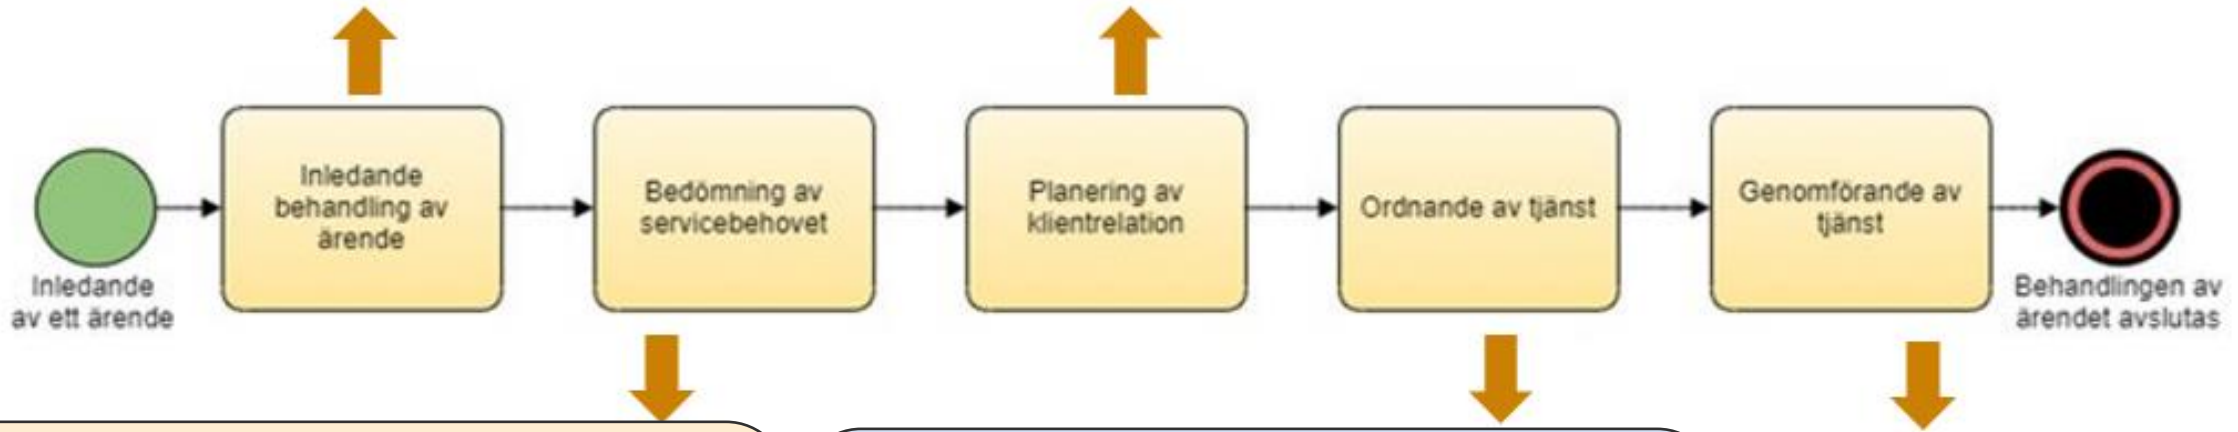 Inledande
av ett ärende
Inledande
behandling av
ärende
Bedömning av
servicebehovet
Planering av
klientrelation
Ordnande av tjänst
Genomförande av
tjänst
Behandlingen av
ärendet avslutas